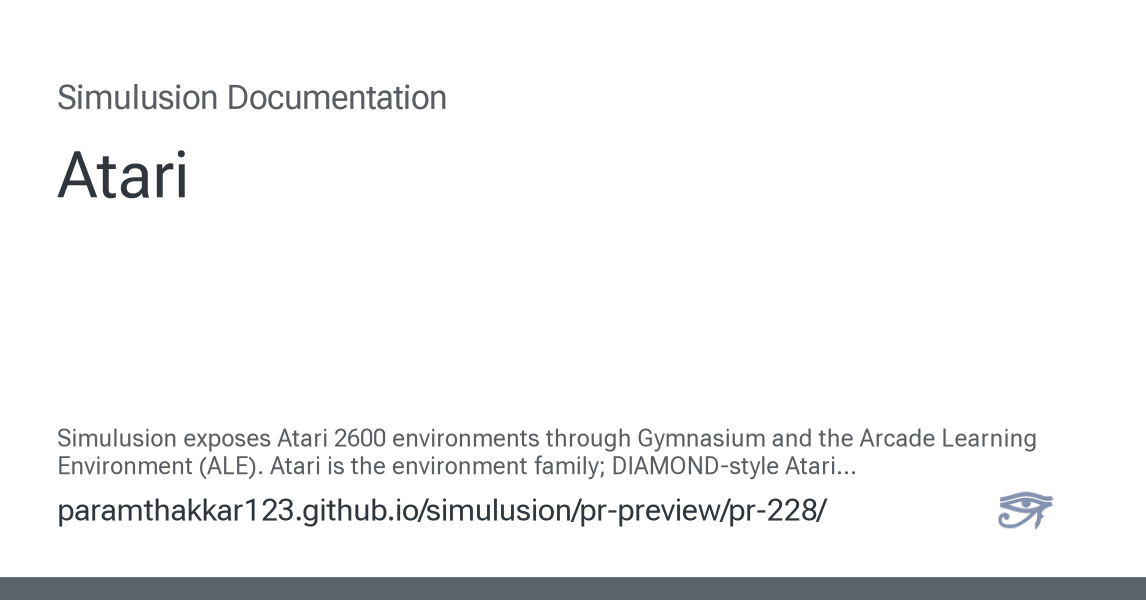 Simulusion Documentation
Atari
Simulusion exposes Atari 2600 environments through Gymnasium and the Arcade Learning
Environment (ALE). Atari is the environment family; DIAMOND-style Atari...
paramthakkar123.github.io/simulusion/pr-preview/pr-228/